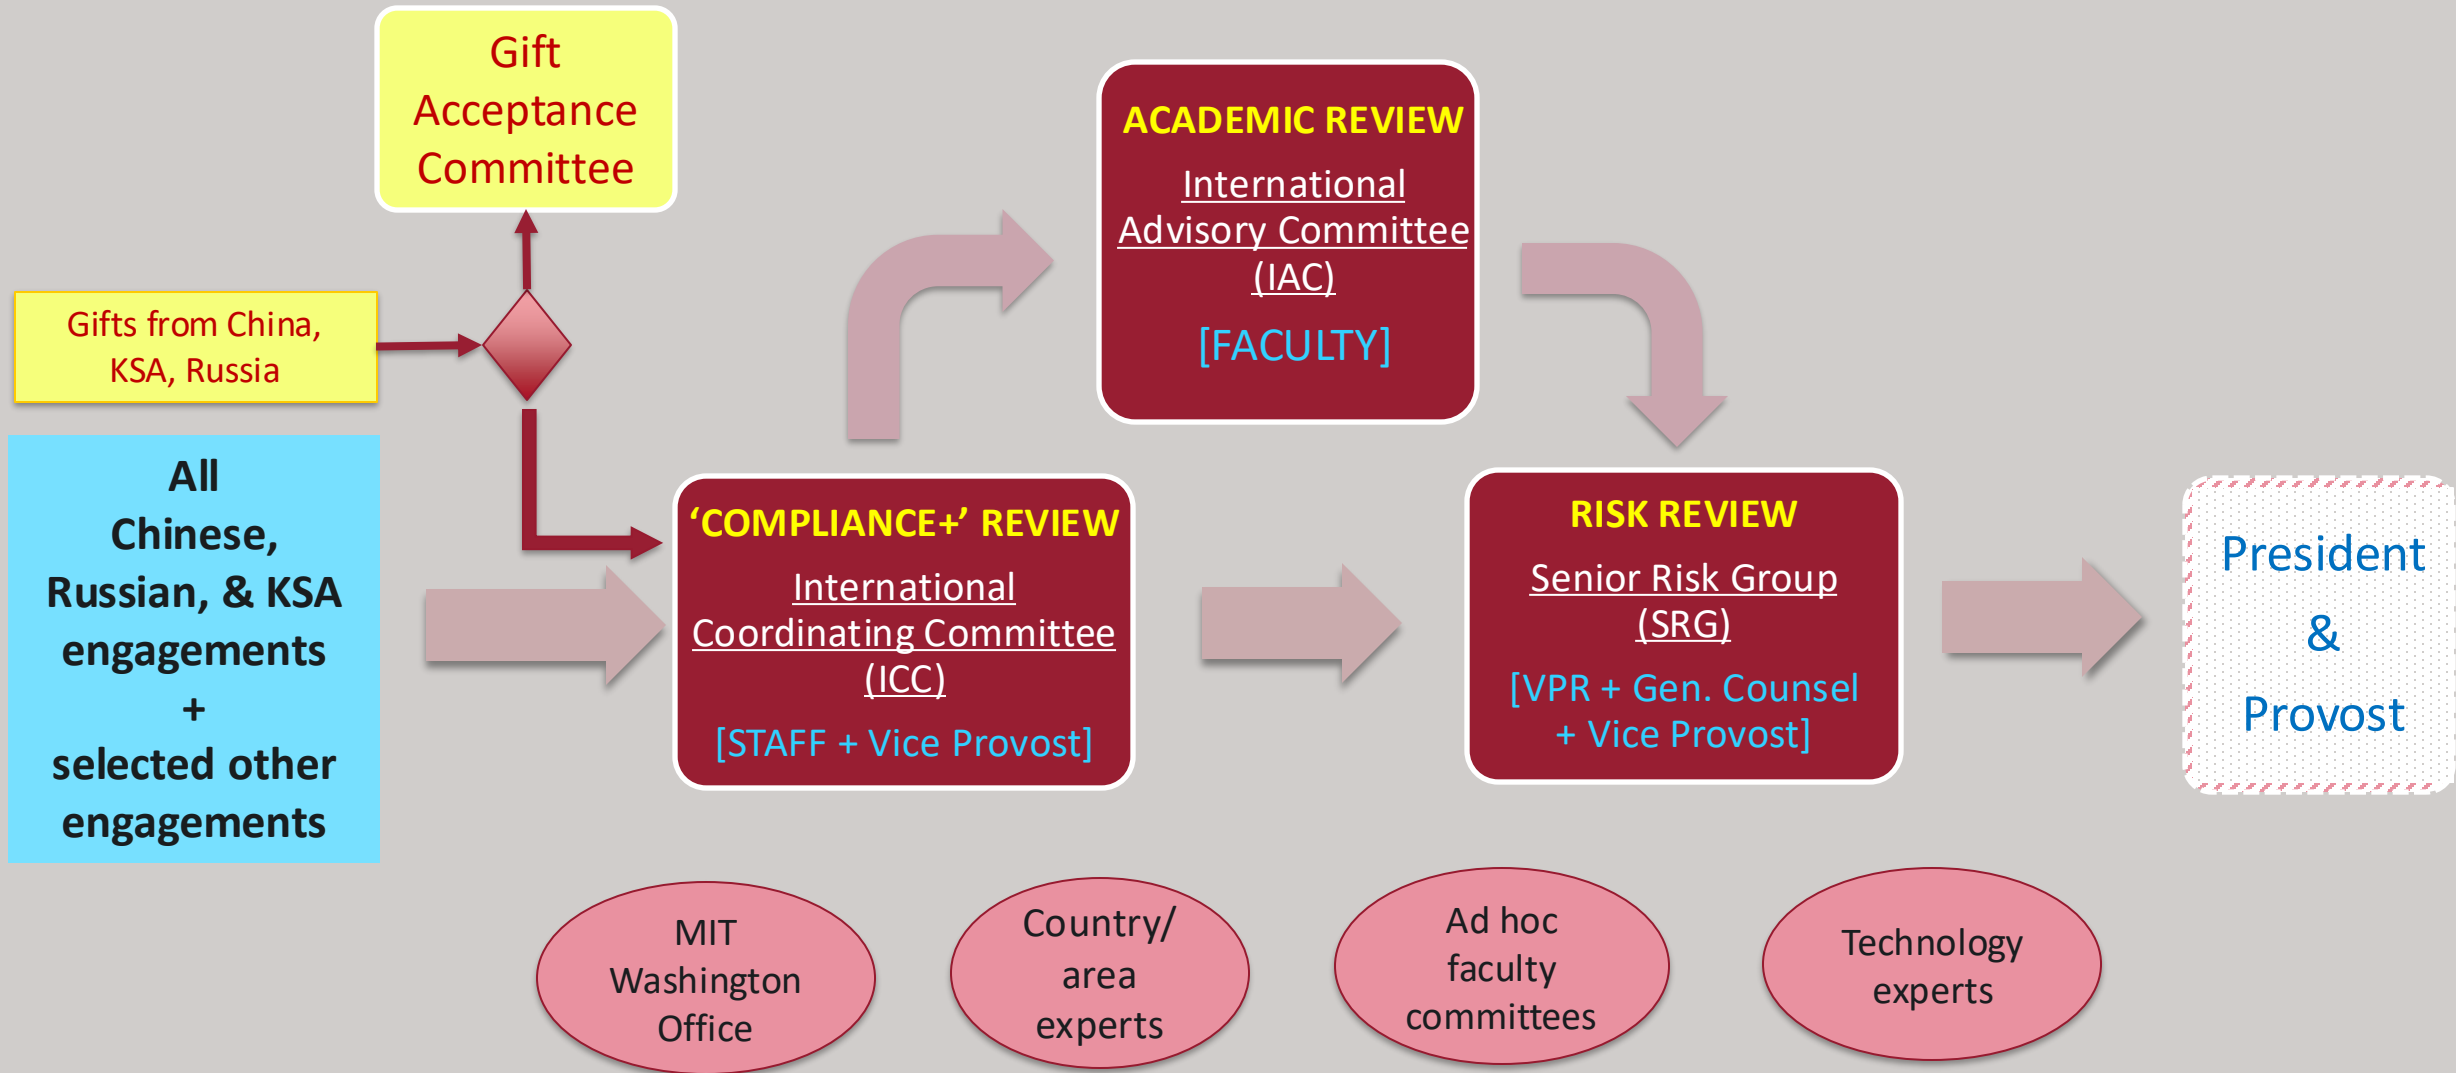 Gift
Acceptance
Committee
Gifts from China,
KSA, Russia
All
Chinese,
Russian, & KSA
engagements
+
selected other
engagements
‘COMPLIANCE+’ REVIEW
International
Coordinating Committee
(ICC)
[STAFF + Vice Provost]
ACADEMIC REVIEW
International
Advisory Committee
(IAC)
[FACULTY]
RISK REVIEW
Senior Risk Group
(SRG)
[VPR + Gen. Counsel
+ Vice Provost]
President
&
Provost
MIT
Washington
Office
Country/
area
experts
Ad hoc
faculty
committees
Technology
experts